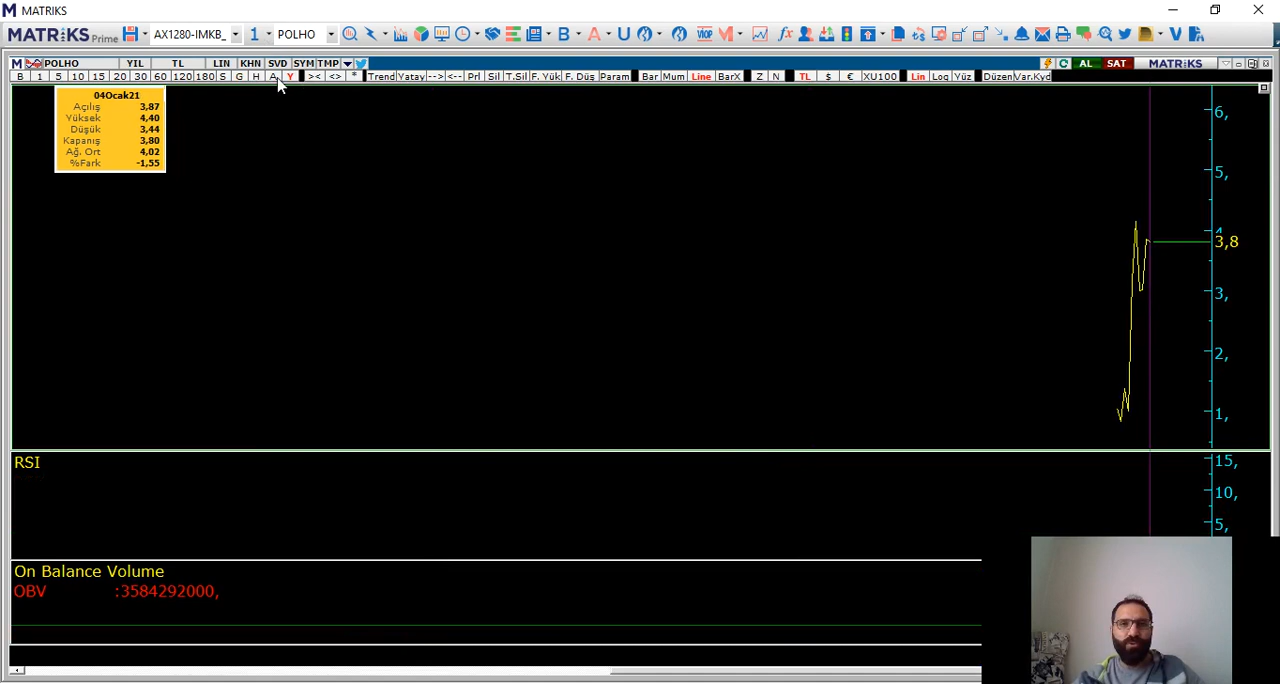 MATRIKS
MATRIKS Prime AX1280-IMKB_ 1 POLHO
POLHO YIL TL LIN KHN SVD SYM TMP AL SAT MATRIKS
B 1 5 10 15 20 30 60 120 180 S G H A Y >< <> * Trend Yatay --> <-- Prl Sil T.Sil F. Yük F. Düş Param Bar Mum Line BarX Z N TL $ € XU100 Lin Log Yüz Düzen Var.Kyd
04Ocak21
Açılış 3,87
Yüksek 4,40
Düşük 3,44
Kapanış 3,80
Ağ. Ort 4,02
%Fark -1,55
6,
5,
4,
3,8
3,
2,
1,
RSI
15,
10,
5,
On Balance Volume
OBV :3584292000,